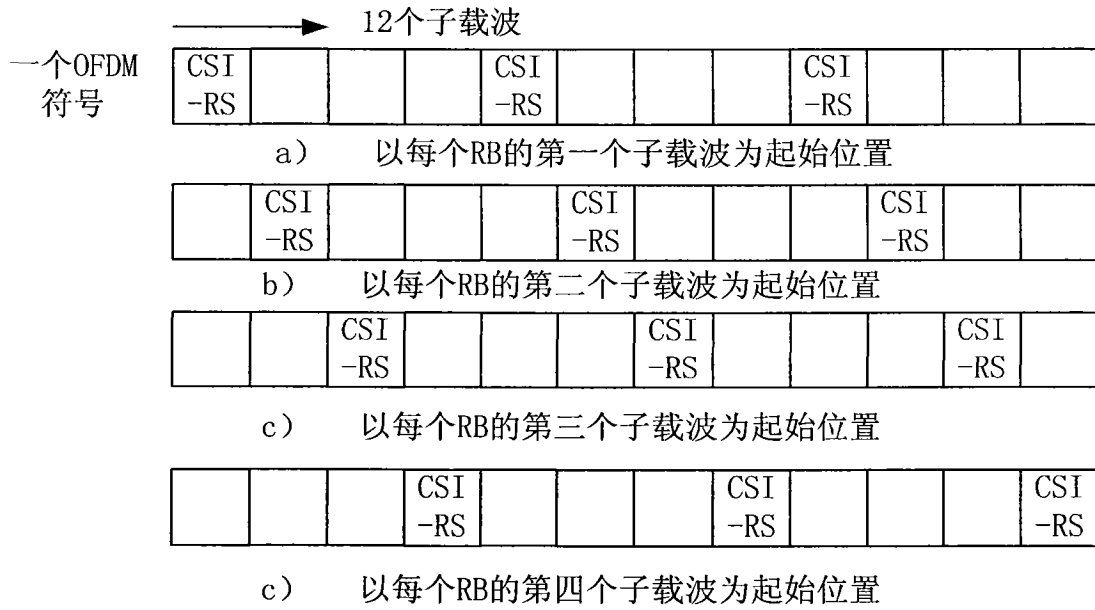 12个子载波
一个OFDM
符号
CSI
-RS
CSI
-RS
CSI
-RS
a) 以每个RB的第一个子载波为起始位置
CSI
-RS
CSI
-RS
CSI
-RS
b) 以每个RB的第二个子载波为起始位置
CSI
-RS
CSI
-RS
CSI
-RS
c) 以每个RB的第三个子载波为起始位置
CSI
-RS
CSI
-RS
CSI
-RS
c) 以每个RB的第四个子载波为起始位置